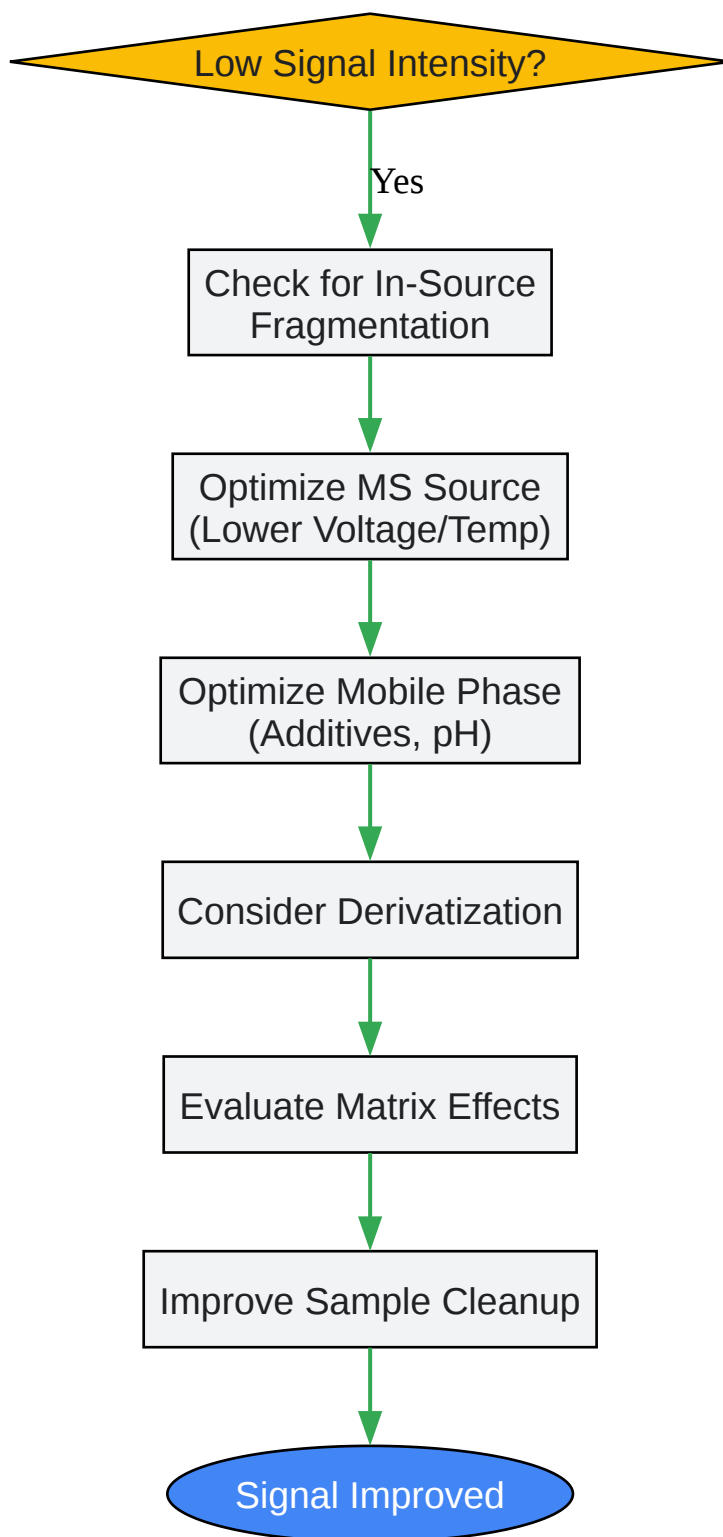 Low Signal Intensity?
Yes
Check for In-Source
Fragmentation
Optimize MS Source
(Lower Voltage/Temp)
Optimize Mobile Phase
(Additives, pH)
Consider Derivatization
Evaluate Matrix Effects
Improve Sample Cleanup
Signal Improved